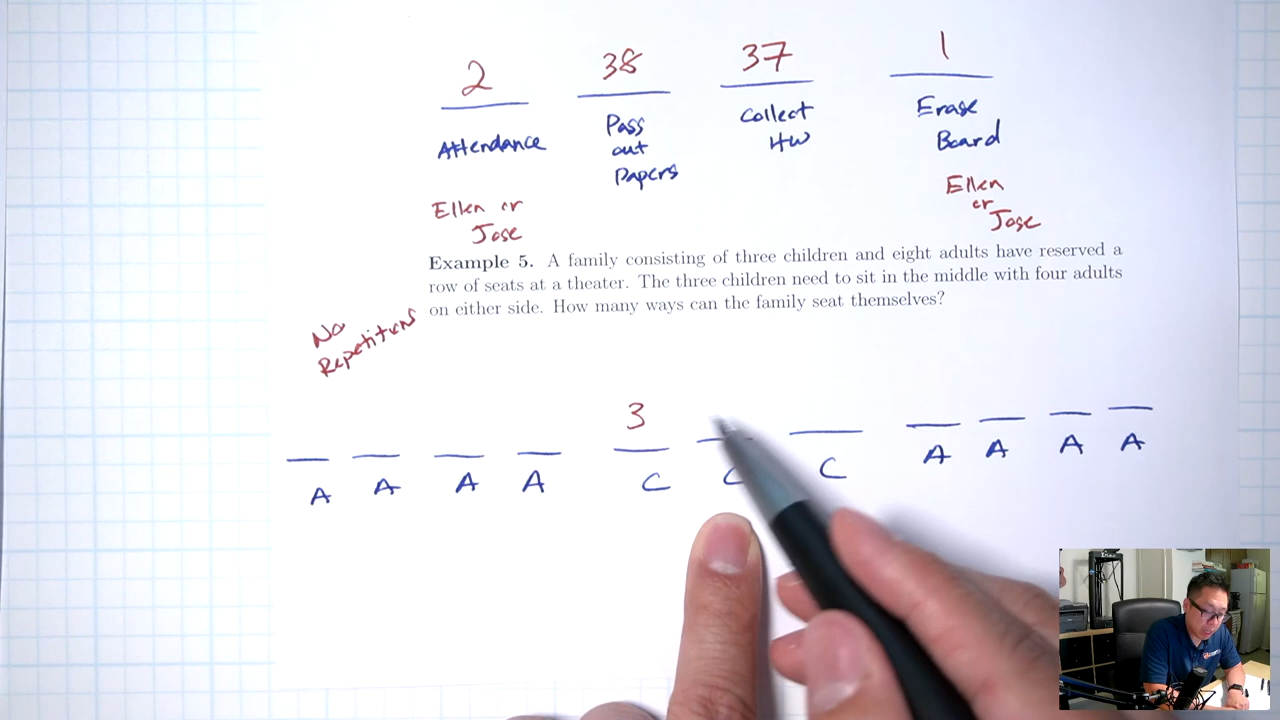 2 38 37 1
Attendance Pass out Papers Collect HW Erase Board
Ellen or Jose Ellen or Jose
Example 5. A family consisting of three children and eight adults have reserved a
row of seats at a theater. The three children need to sit in the middle with four adults
on either side. How many ways can the family seat themselves?
No
Repetitions
3
A A A A C C C A A A A